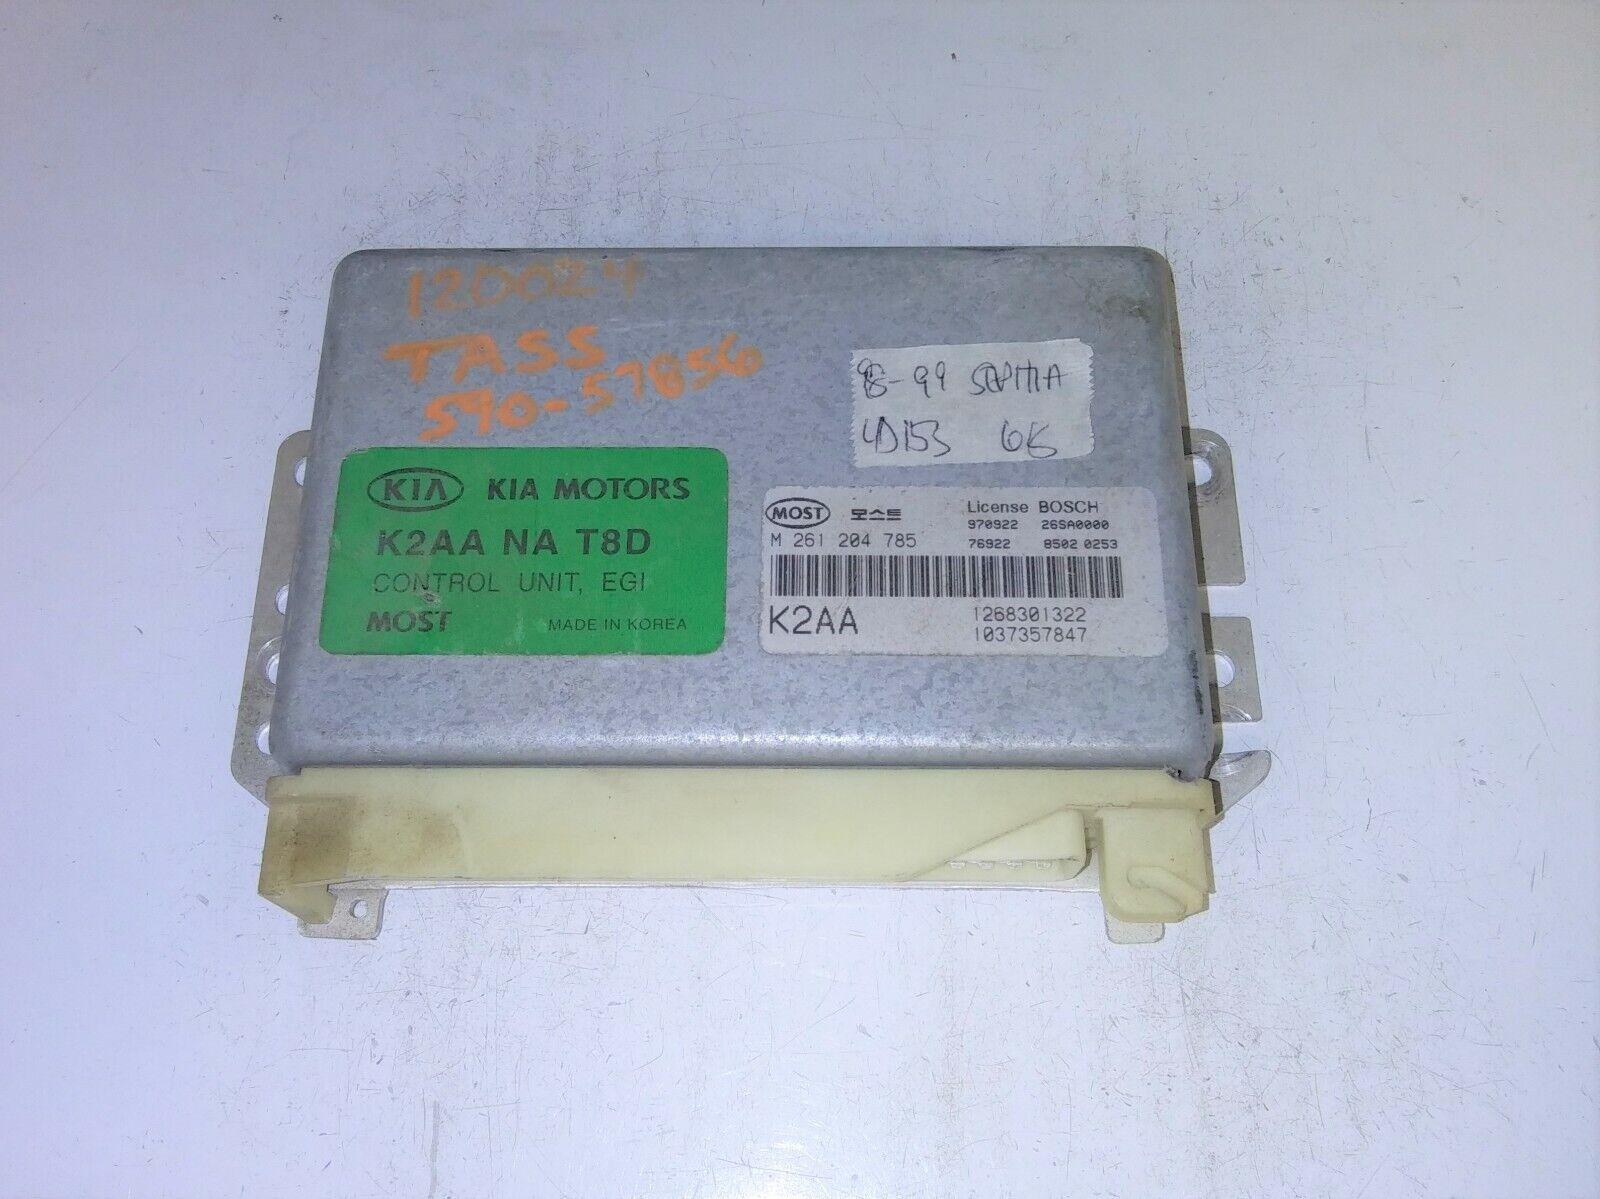 120024
TASS
590-57856
98-99 SEPHIA
KIA KIA MOTORS
K2AA NA T8D
CONTROL UNIT, EGI
MOST MADE IN KOREA
MOST 모스트 License BOSCH
970922 26SA0000
M 261 204 785 76922 8502 0253
K2AA 1268301322
1037357847